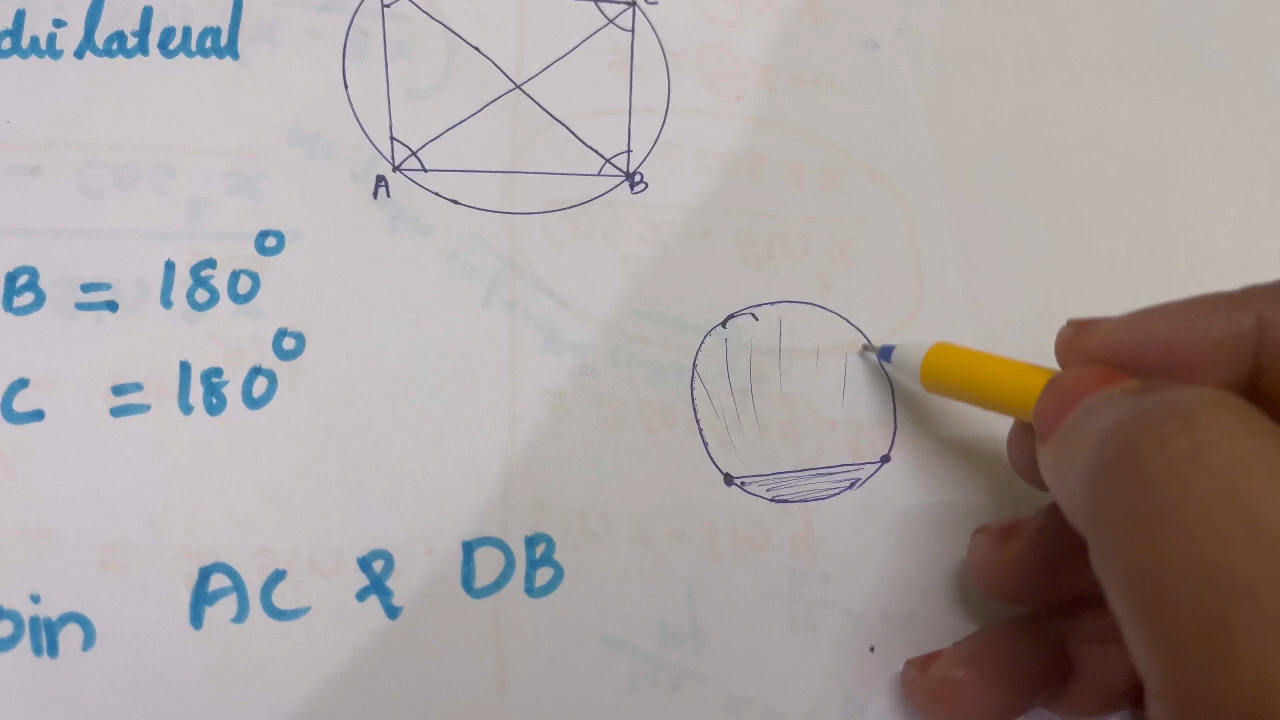 drilateral
C
A B
B = 180°
C = 180°
oin AC & DB